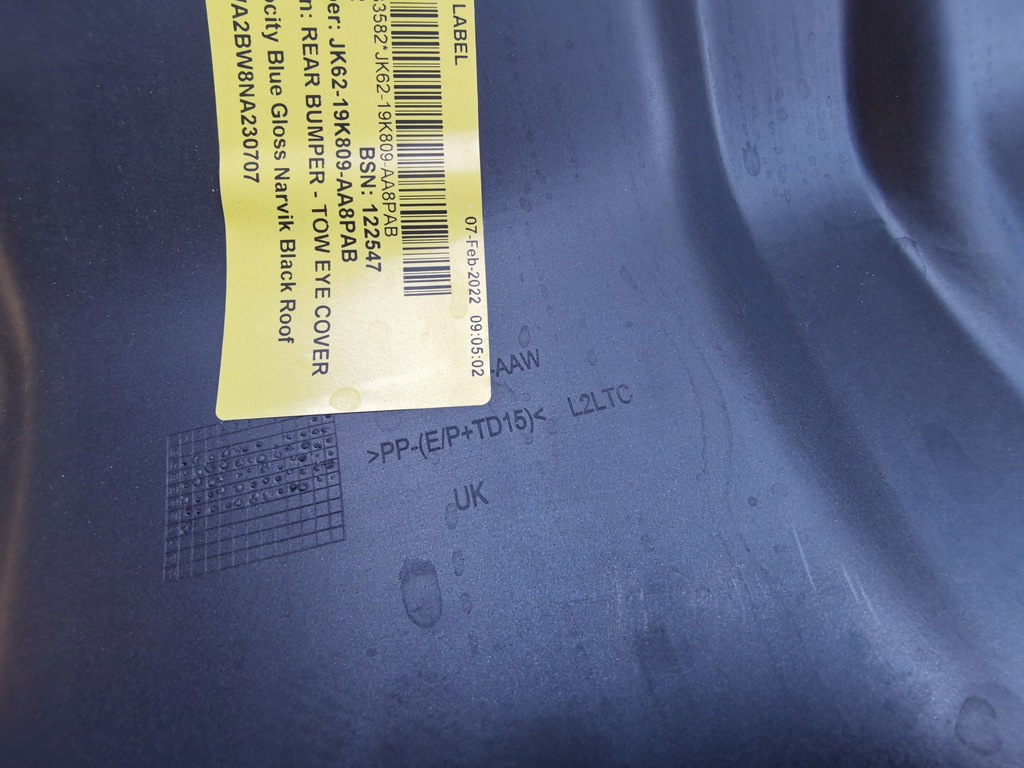 LABEL
07-Feb-2022 09:05:02
3582*JK62-19K809-AA8PAB
BSN: 122547
er: JK62-19K809-AA8PAB
n: REAR BUMPER - TOW EYE COVER
ocity Blue Gloss Narvik Black Roof
A2BW8NA230707
-AAW
>PP-(E/P+TD15)< L2LTC
UK